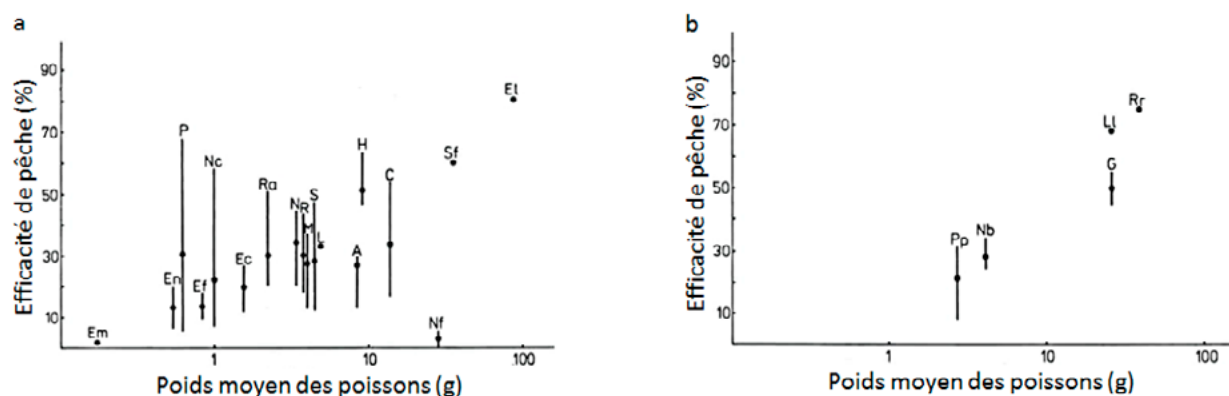 a
Efficacité de pêche (%)
90
70
50
30
10
Em
En
P
Ef
Nc
Ec
Ra
N
R
M
S
L
H
A
C
Nf
Sf
El
1
10
100
Poids moyen des poissons (g)
b
Efficacité de pêche (%)
90
70
50
30
10
Pp
Nb
G
Ll
Rr
1
10
100
Poids moyen des poissons (g)